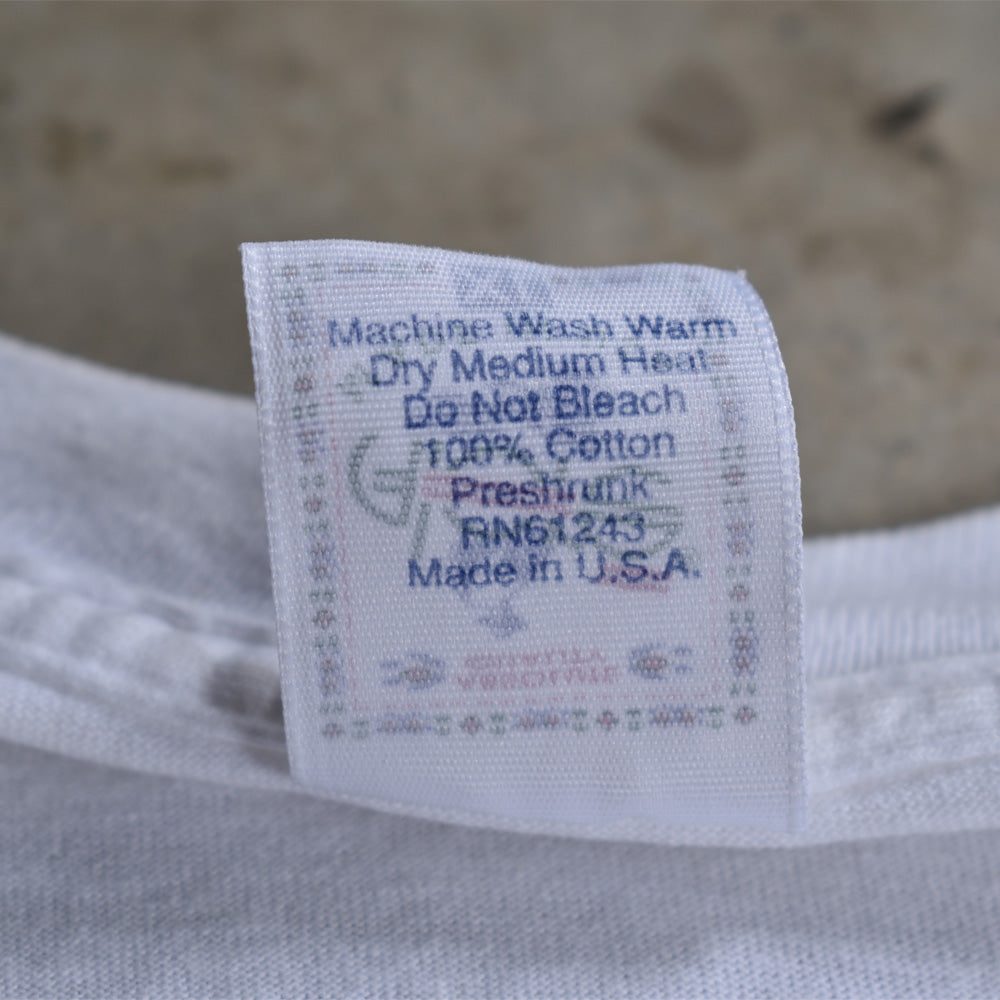 Machine Wash Warm
Dry Medium Heat
Do Not Bleach
100% Cotton
Preshrunk
RN61243
Made in U.S.A.